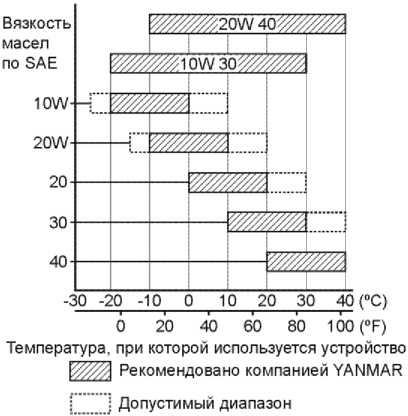 Вязкость
масел
по SAE
20W 40
10W 30
10W
20W
20
30
40
-30 -20 -10 0 10 20 30 40 (ºC)
0 20 40 60 80 100 (ºF)
Температура, при которой используется устройство
Рекомендовано компанией YANMAR
Допустимый диапазон